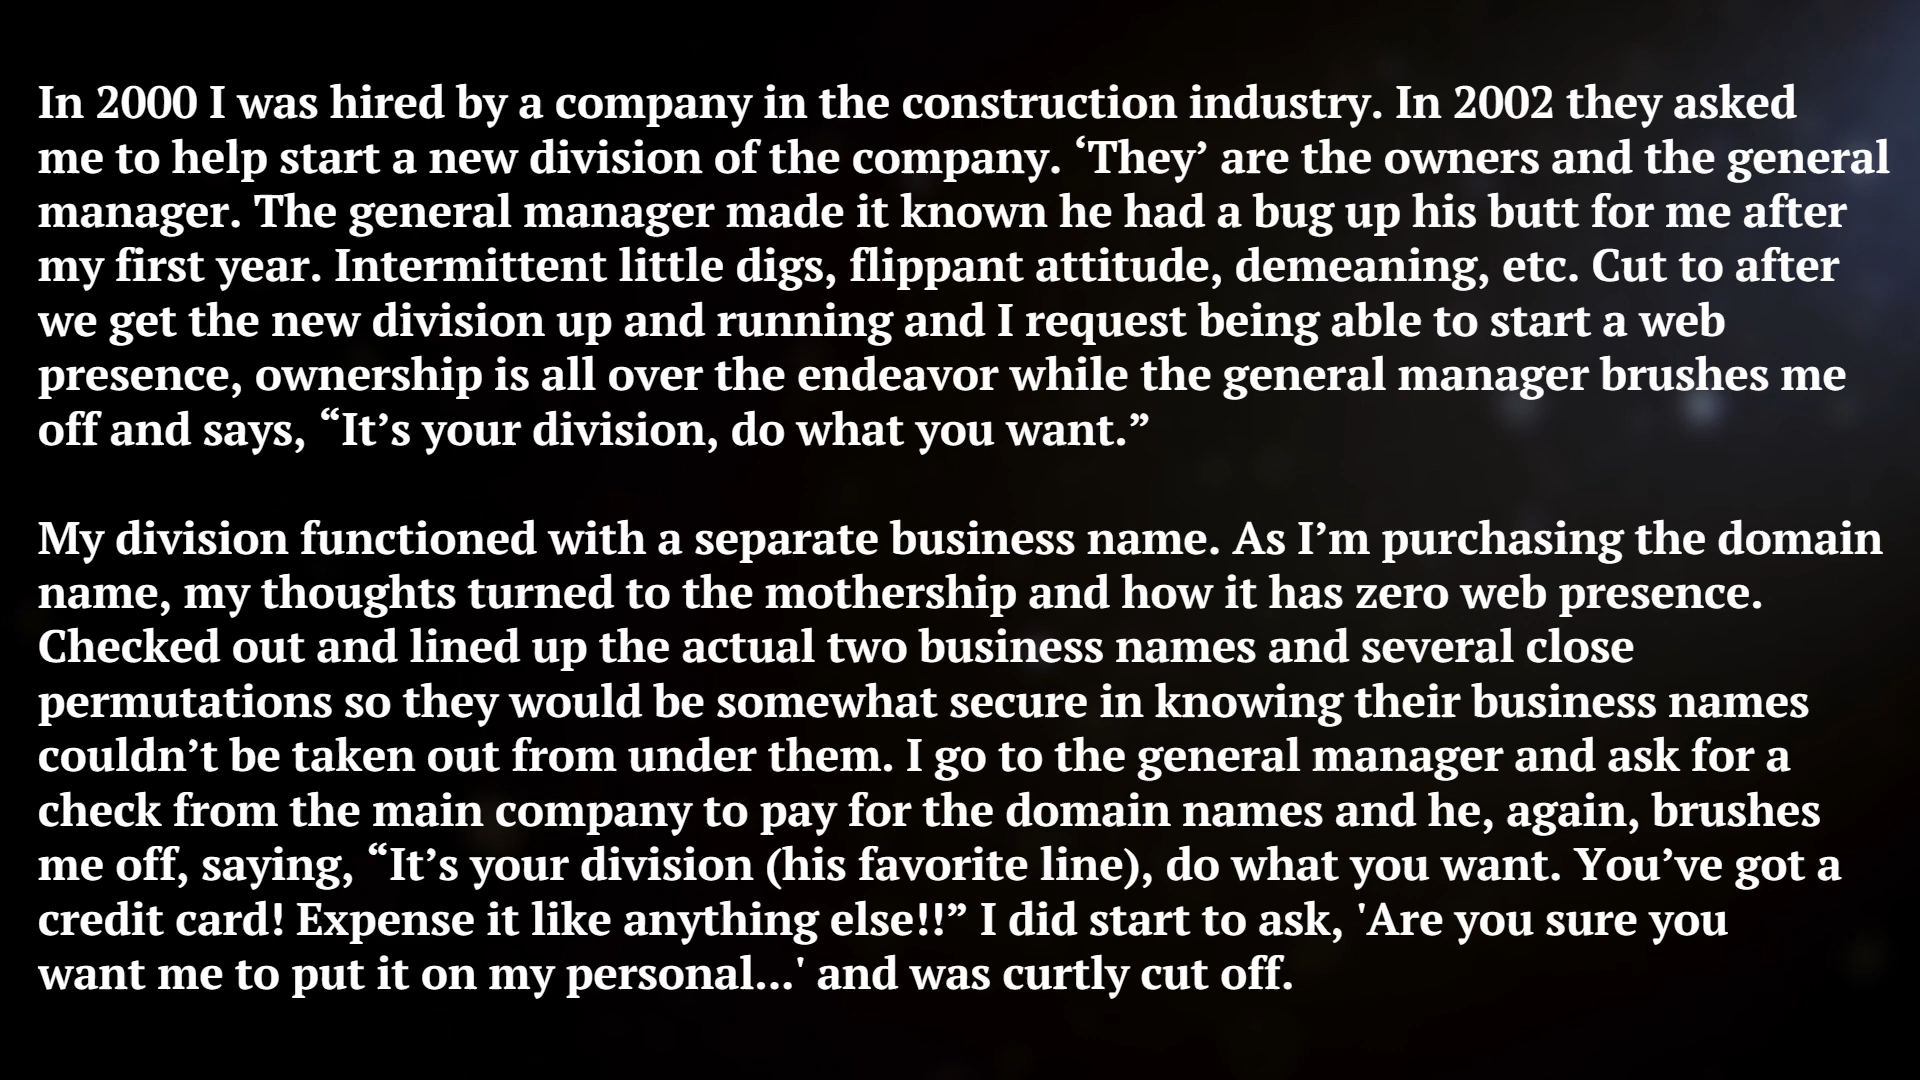 In 2000 I was hired by a company in the construction industry. In 2002 they asked
me to help start a new division of the company. ‘They’ are the owners and the general
manager. The general manager made it known he had a bug up his butt for me after
my first year. Intermittent little digs, flippant attitude, demeaning, etc. Cut to after
we get the new division up and running and I request being able to start a web
presence, ownership is all over the endeavor while the general manager brushes me
off and says, “It’s your division, do what you want.”
My division functioned with a separate business name. As I’m purchasing the domain
name, my thoughts turned to the mothership and how it has zero web presence.
Checked out and lined up the actual two business names and several close
permutations so they would be somewhat secure in knowing their business names
couldn’t be taken out from under them. I go to the general manager and ask for a
check from the main company to pay for the domain names and he, again, brushes
me off, saying, “It’s your division (his favorite line), do what you want. You’ve got a
credit card! Expense it like anything else!!” I did start to ask, 'Are you sure you
want me to put it on my personal...' and was curtly cut off.